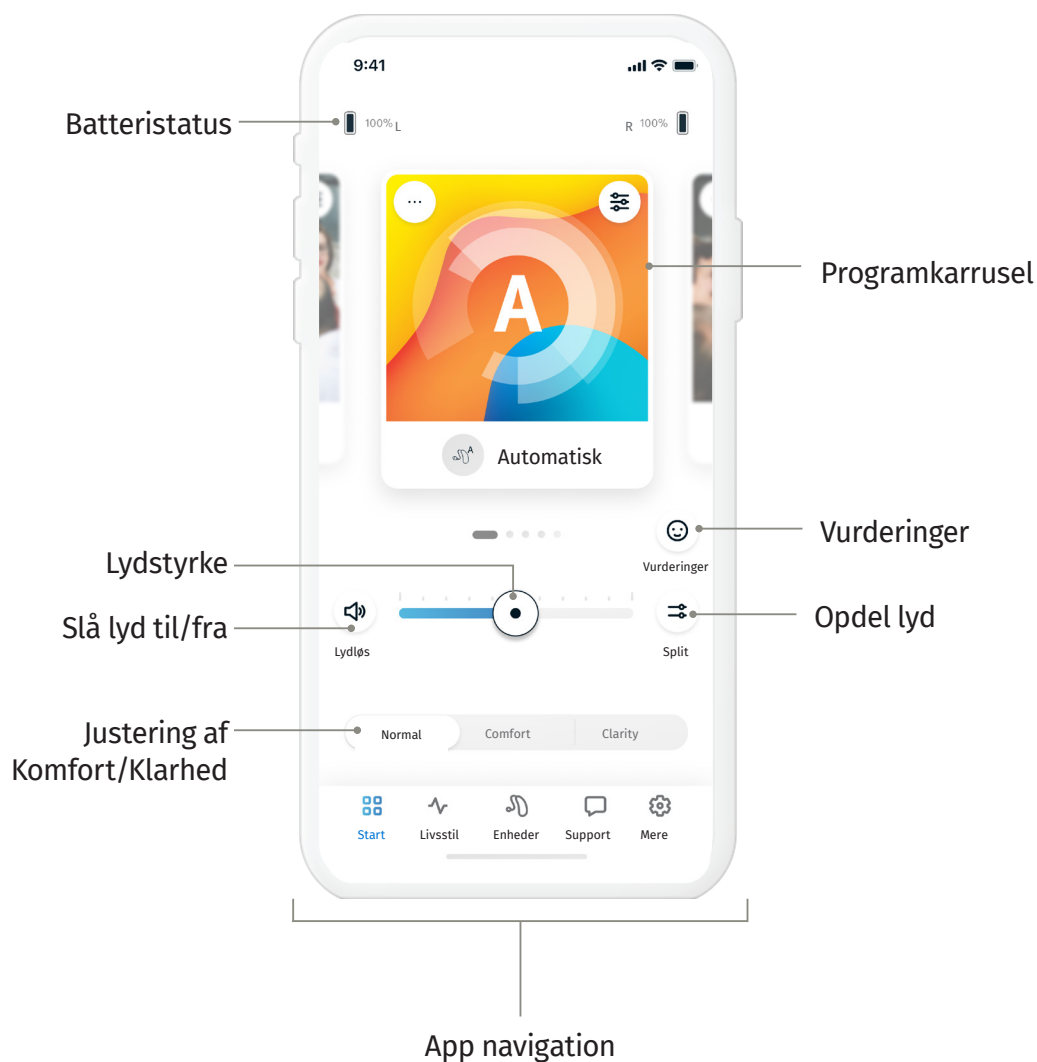 9:41
Batteristatus
100% L
R 100%
...
A
Programkarrusel
A
Automatisk
Vurderinger
Vurderinger
Lydstyrke
Slå lyd til/fra
Opdel lyd
Lydløs
Split
Justering af
Komfort/Klarhed
Normal
Comfort
Clarity
Start
Livsstil
Enheder
Support
Mere
App navigation